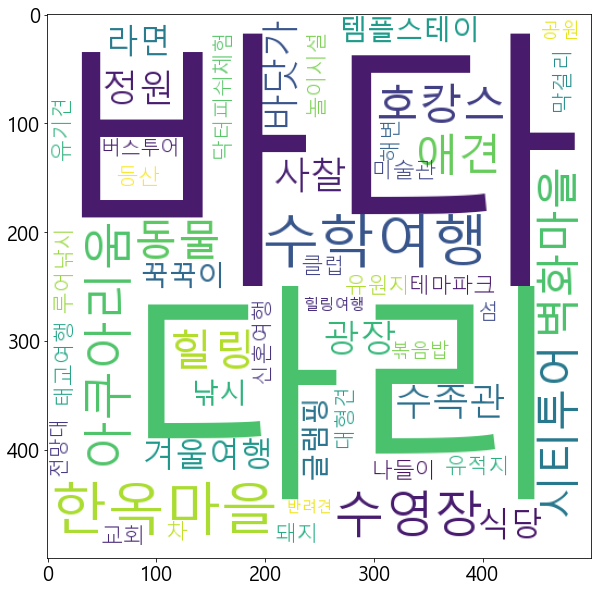 0
라면
템플스테이
공원
정원
닥터피쉬체험
바닷가
놀이시설
호캉스
막걸리
100
유기견
바다
버스투어
해변
애견
등산
사찰
미술관
200
동물
수학여행
벽화마을
루어낚시
꾹꾹이
클럽
유원지
테마파크
아쿠아리움
힐링여행
섬
300
태교여행
힐링
신혼여행
광장
볶음밥
다리
시티투어
낚시
대형견
수족관
400
전망대
겨울여행
글램핑
나들이
유적지
한옥마을
반려견
수영장
식당
교회
차
돼지
0
100
200
300
400